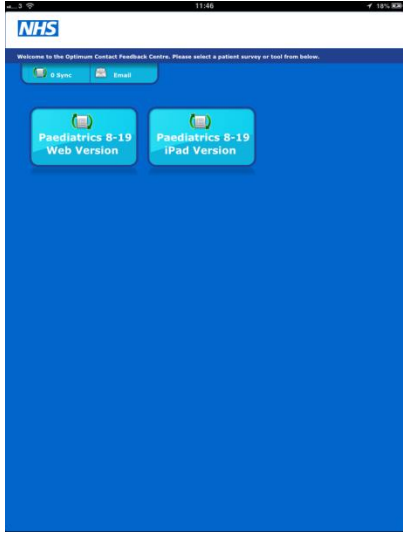 ...3 11:46 18%
NHS
Welcome to the Optimum Contact Feedback Centre. Please select a patient survey or tool from below.
0 Sync Email
Paediatrics 8-19 Paediatrics 8-19
Web Version iPad Version